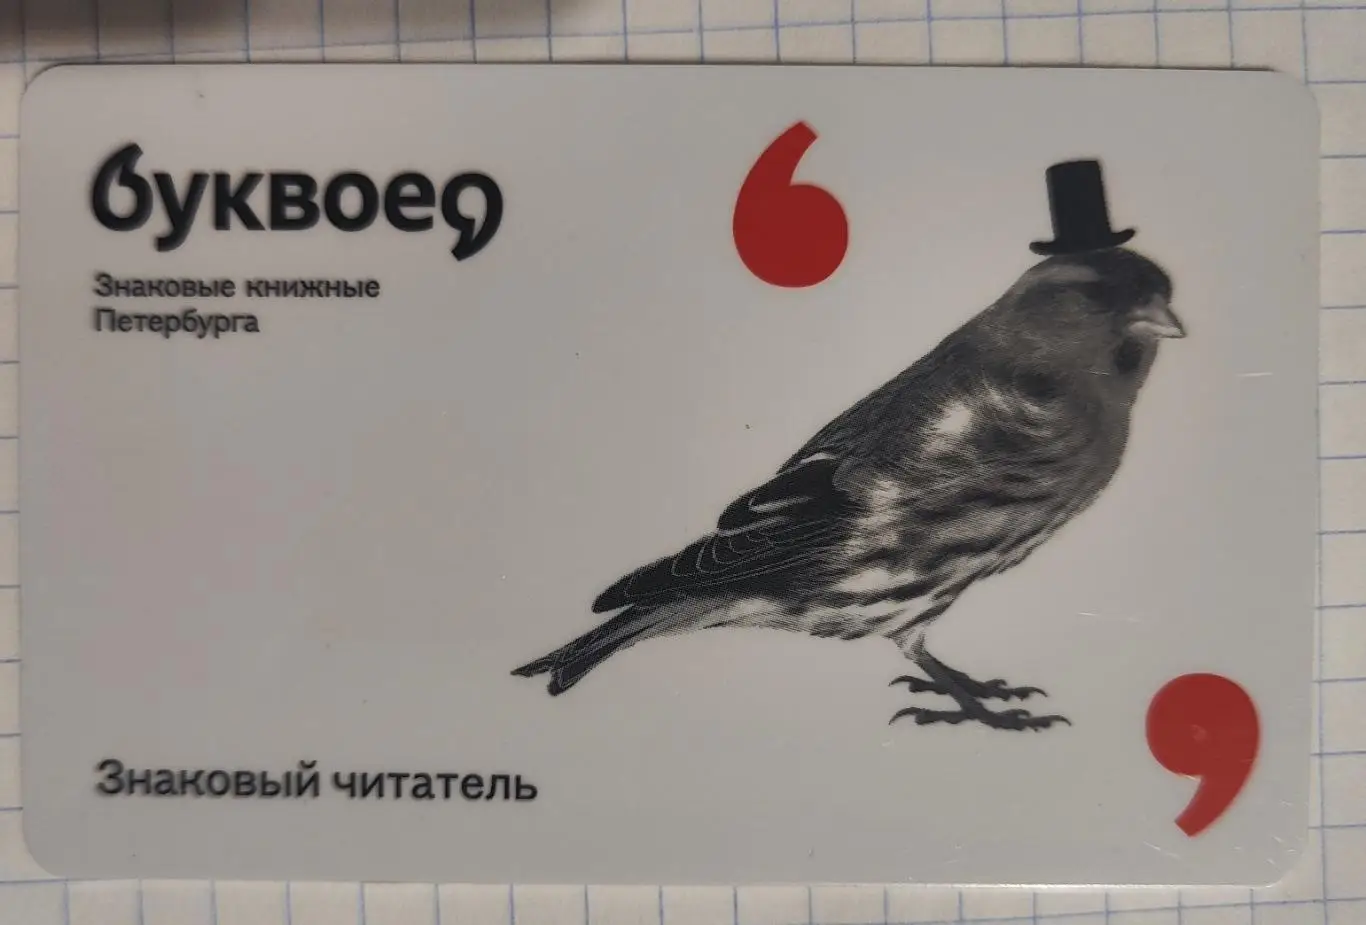 буквоед
Знаковые книжные
Петербурга
Знаковый читатель